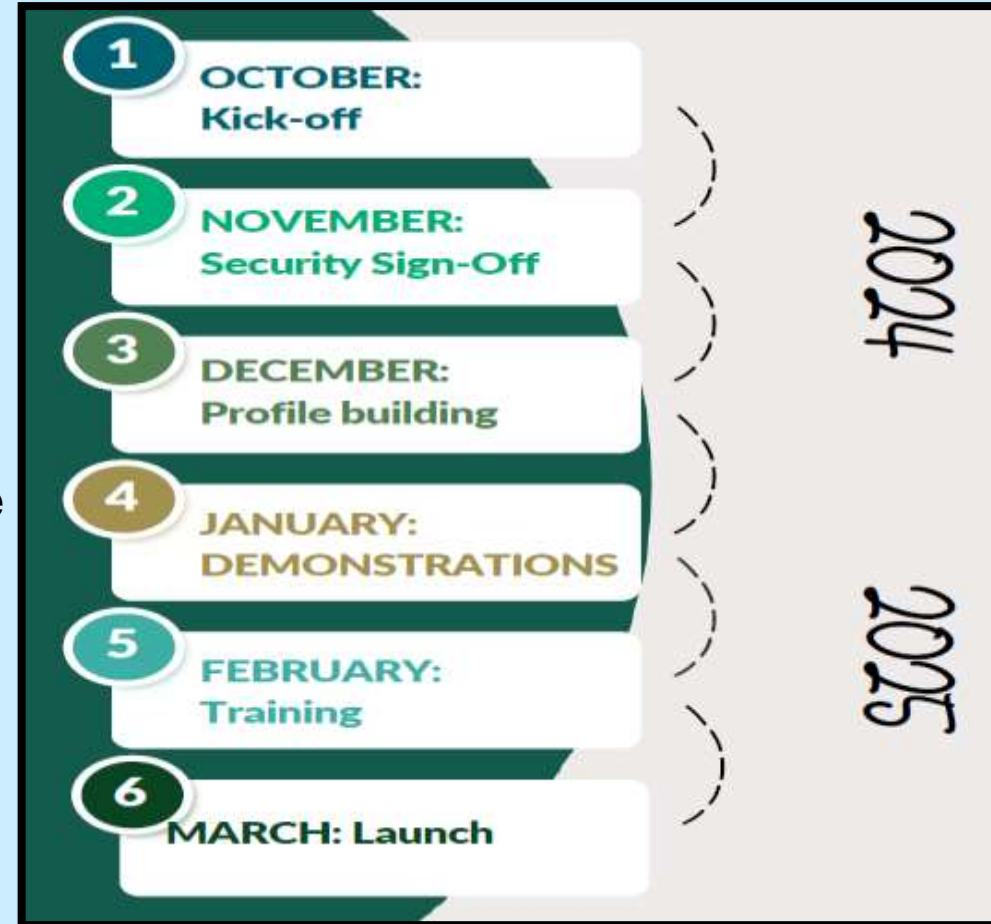 1
OCTOBER:
Kick-off
2
NOVEMBER:
Security Sign-Off
3
DECEMBER:
Profile building
4
JANUARY:
DEMONSTRATIONS
5
FEBRUARY:
Training
6
MARCH: Launch
2024
2025
e